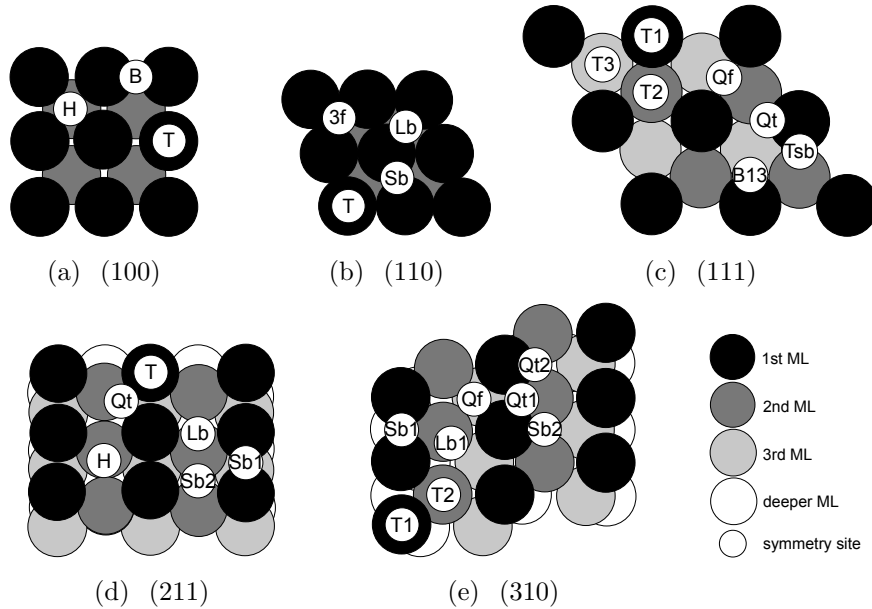 B
H
T
(a) (100)
3f
Lb
Sb
T
(b) (110)
T1
T3
Qf
T2
Qt
Tsb
B13
(c) (111)
T
Qt
Lb
H
Sb1
Sb2
(d) (211)
Qt2
Qf
Qt1
Sb1
Sb2
Lb1
T2
T1
(e) (310)
1st ML
2nd ML
3rd ML
deeper ML
symmetry site